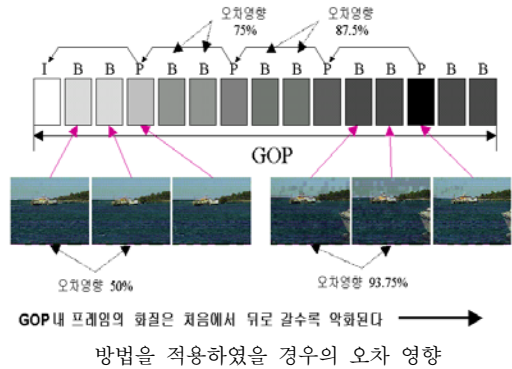 오차영향
75%
오차영향
87.5%
I B B P B B P B B P B B P B B
GOP
오차영향 50%
오차영향 93.75%
GOP 내 프레임의 화질은 처음에서 뒤로 갈수록 악화된다
방법을 적용하였을 경우의 오차 영향